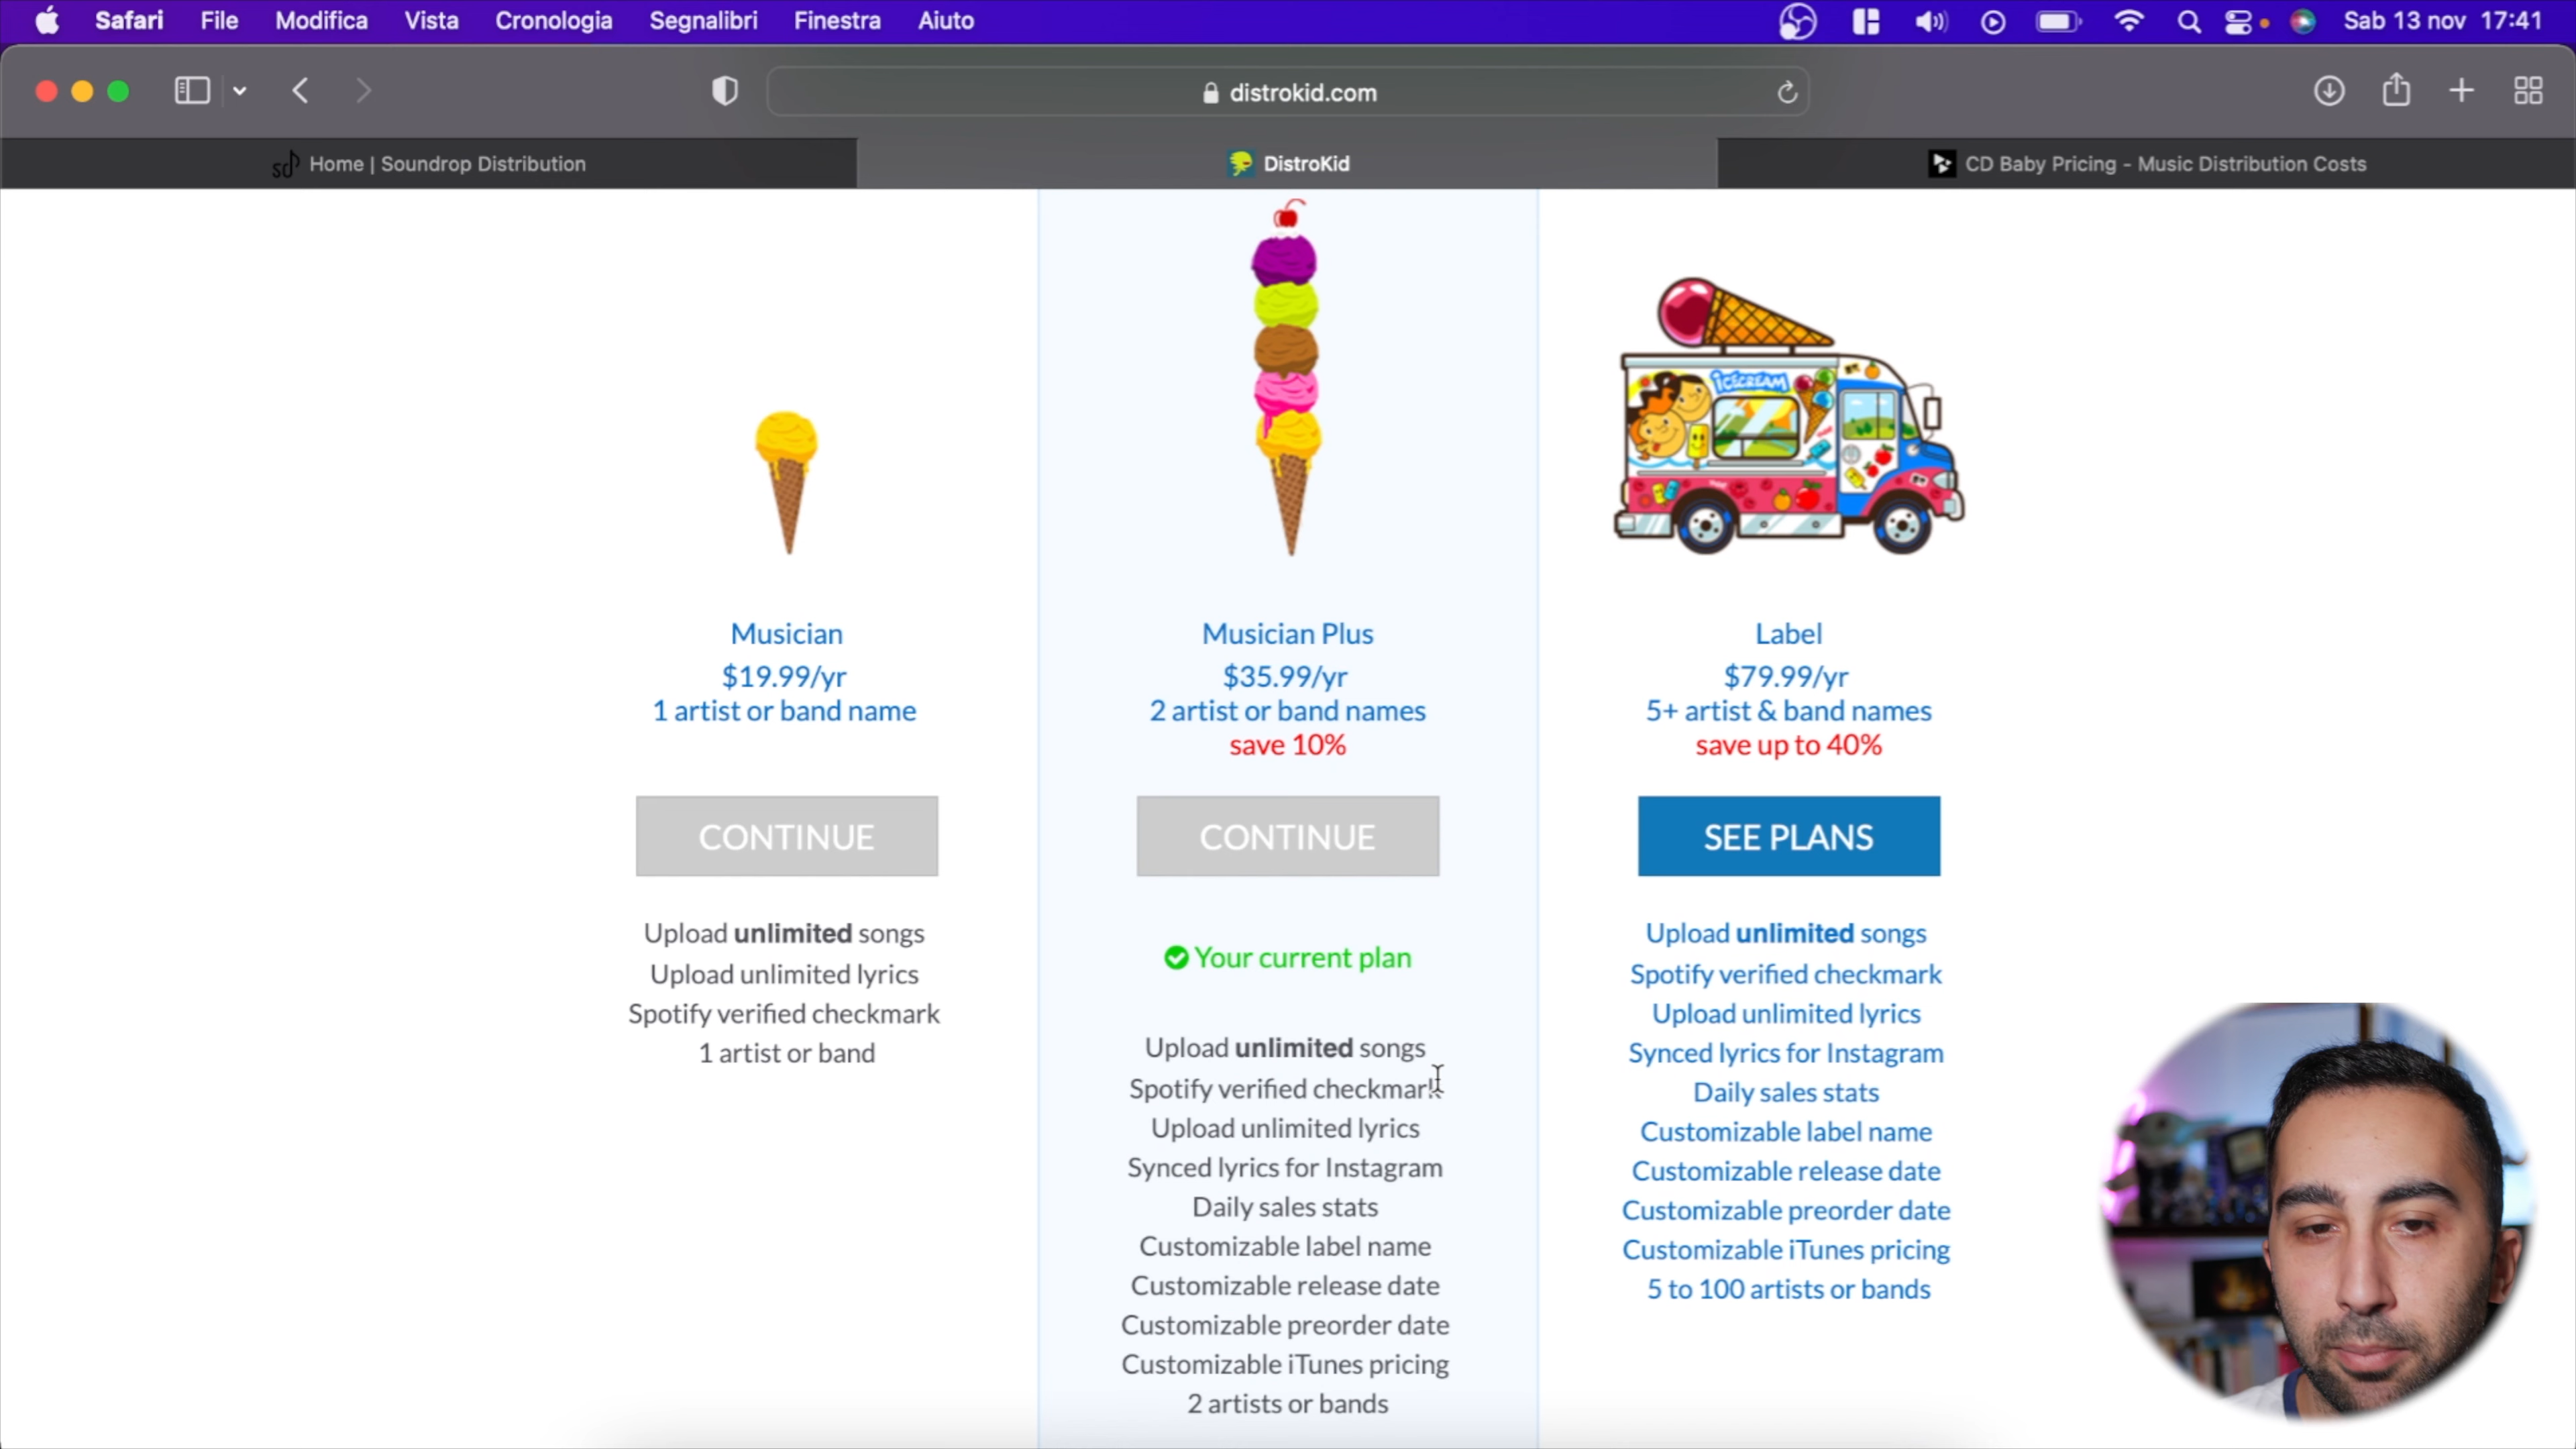 Safari File Modifica Vista Cronologia Segnalibri Finestra Aiuto Sab 13 nov 17:41
distrokid.com
sd Home | Soundrop Distribution DistroKid CD Baby Pricing - Music Distribution Costs
ICECREAM
Musician
$19.99/yr
1 artist or band name
CONTINUE
Upload unlimited songs
Upload unlimited lyrics
Spotify verified checkmark
1 artist or band
Musician Plus
$35.99/yr
2 artist or band names
save 10%
CONTINUE
Your current plan
Upload unlimited songs
Spotify verified checkmark
Upload unlimited lyrics
Synced lyrics for Instagram
Daily sales stats
Customizable label name
Customizable release date
Customizable preorder date
Customizable iTunes pricing
2 artists or bands
Label
$79.99/yr
5+ artist & band names
save up to 40%
SEE PLANS
Upload unlimited songs
Spotify verified checkmark
Upload unlimited lyrics
Synced lyrics for Instagram
Daily sales stats
Customizable label name
Customizable release date
Customizable preorder date
Customizable iTunes pricing
5 to 100 artists or bands